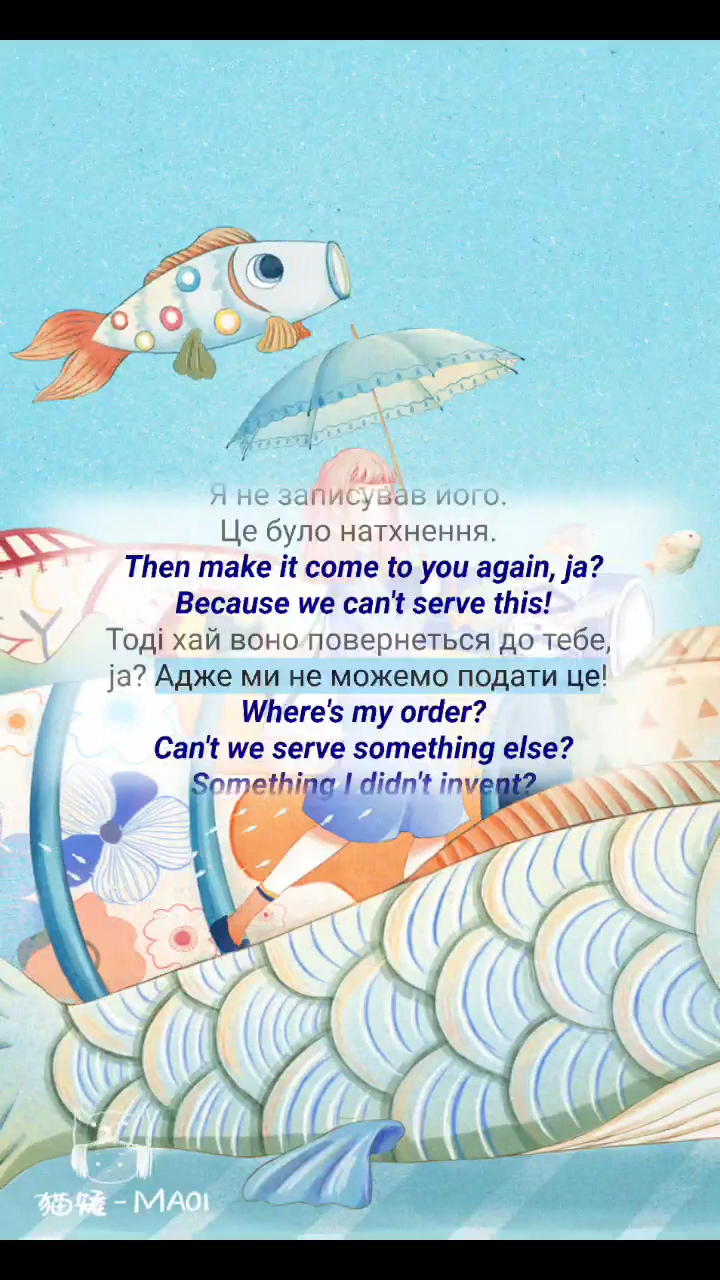 Я не записував його.
Це було натхнення.
Then make it come to you again, ja?
Because we can't serve this!
Тоді хай воно повернеться до тебе,
ja? Адже ми не можемо подати це!
Where's my order?
Can't we serve something else?
Something I didn't invent?
猫矮 - MAOI